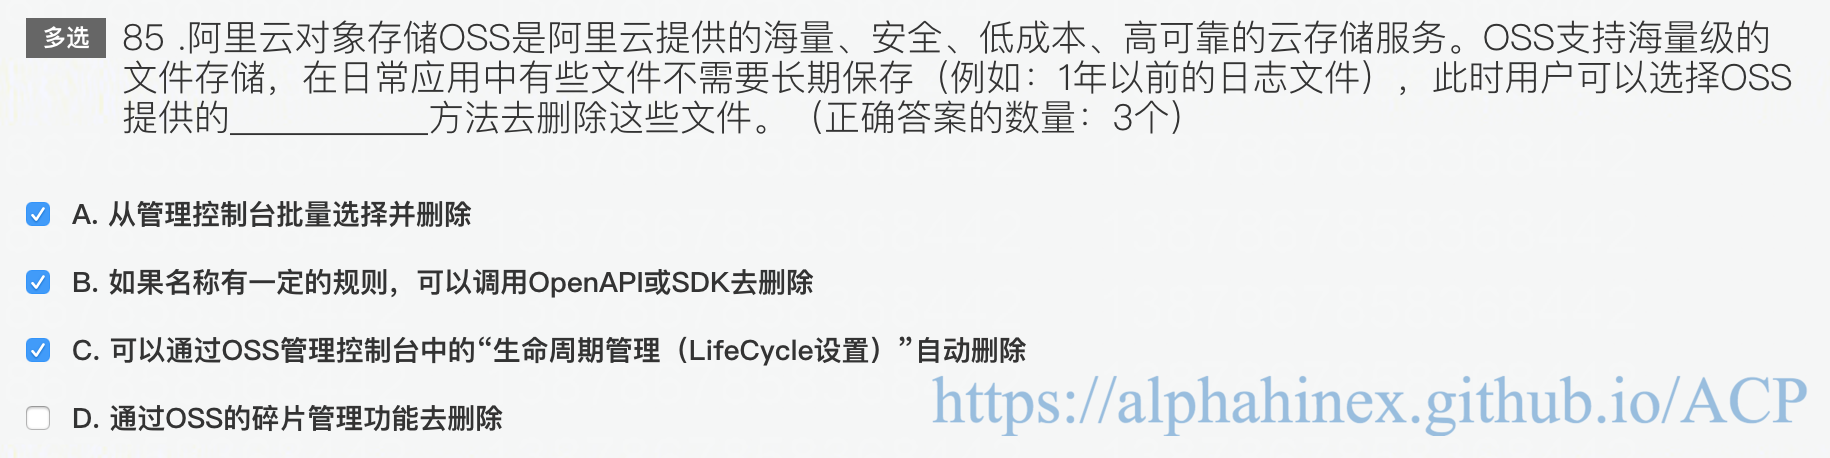 多选 85 .阿里云对象存储OSS是阿里云提供的海量、安全、低成本、高可靠的云存储服务。OSS支持海量级的
文件存储，在日常应用中有些文件不需要长期保存（例如：1年以前的日志文件），此时用户可以选择OSS
提供的___________方法去删除这些文件。（正确答案的数量：3个）
A. 从管理控制台批量选择并删除
B. 如果名称有一定的规则，可以调用OpenAPI或SDK去删除
C. 可以通过OSS管理控制台中的“生命周期管理（LifeCycle设置）”自动删除
D. 通过OSS的碎片管理功能去删除
https://alphahinex.github.io/ACP